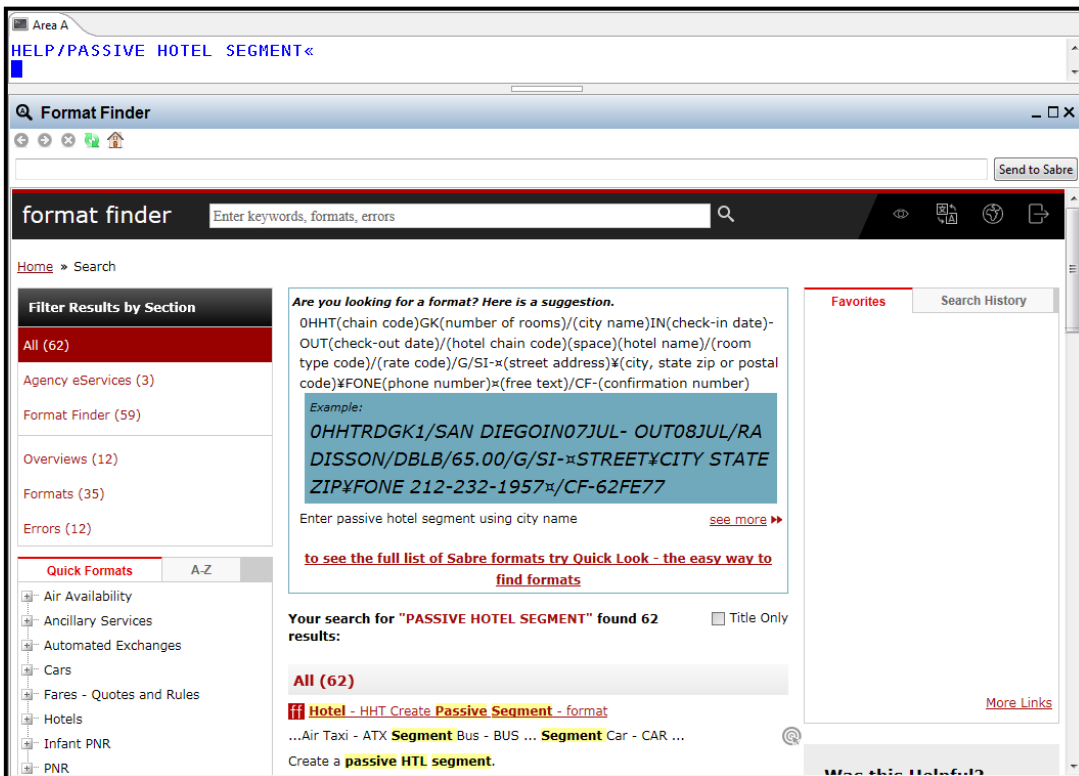 Area A
HELP/PASSIVE HOTEL SEGMENT«
Format Finder
Send to Sabre
format finder
Enter keywords, formats, errors
Home » Search
Filter Results by Section
All (62)
Agency eServices (3)
Format Finder (59)
Overviews (12)
Formats (35)
Errors (12)
Quick Formats A-Z
Air Availability
Ancillary Services
Automated Exchanges
Cars
Fares - Quotes and Rules
Hotels
Infant PNR
PNR
Are you looking for a format? Here is a suggestion.
0HHT(chain code)GK(number of rooms)/(city name)IN(check-in date)-
OUT(check-out date)/(hotel chain code)(space)(hotel name)/(room
type code)/(rate code)/G/SI-¤(street address)¥(city, state zip or postal
code)¥FONE(phone number)¤(free text)/CF-(confirmation number)
Example:
0HHTRDGK1/SAN DIEGOIN07JUL- OUT08JUL/RA
DISSON/DBLB/65.00/G/SI-¤STREET¥CITY STATE
ZIP¥FONE 212-232-1957¤/CF-62FE77
Enter passive hotel segment using city name see more
to see the full list of Sabre formats try Quick Look - the easy way to
find formats
Your search for "PASSIVE HOTEL SEGMENT" found 62
results:
Title Only
All (62)
ff Hotel - HHT Create Passive Segment - format
...Air Taxi - ATX Segment Bus - BUS ... Segment Car - CAR ...
Create a passive HTL segment.
Favorites Search History
More Links
Was this Helpful?